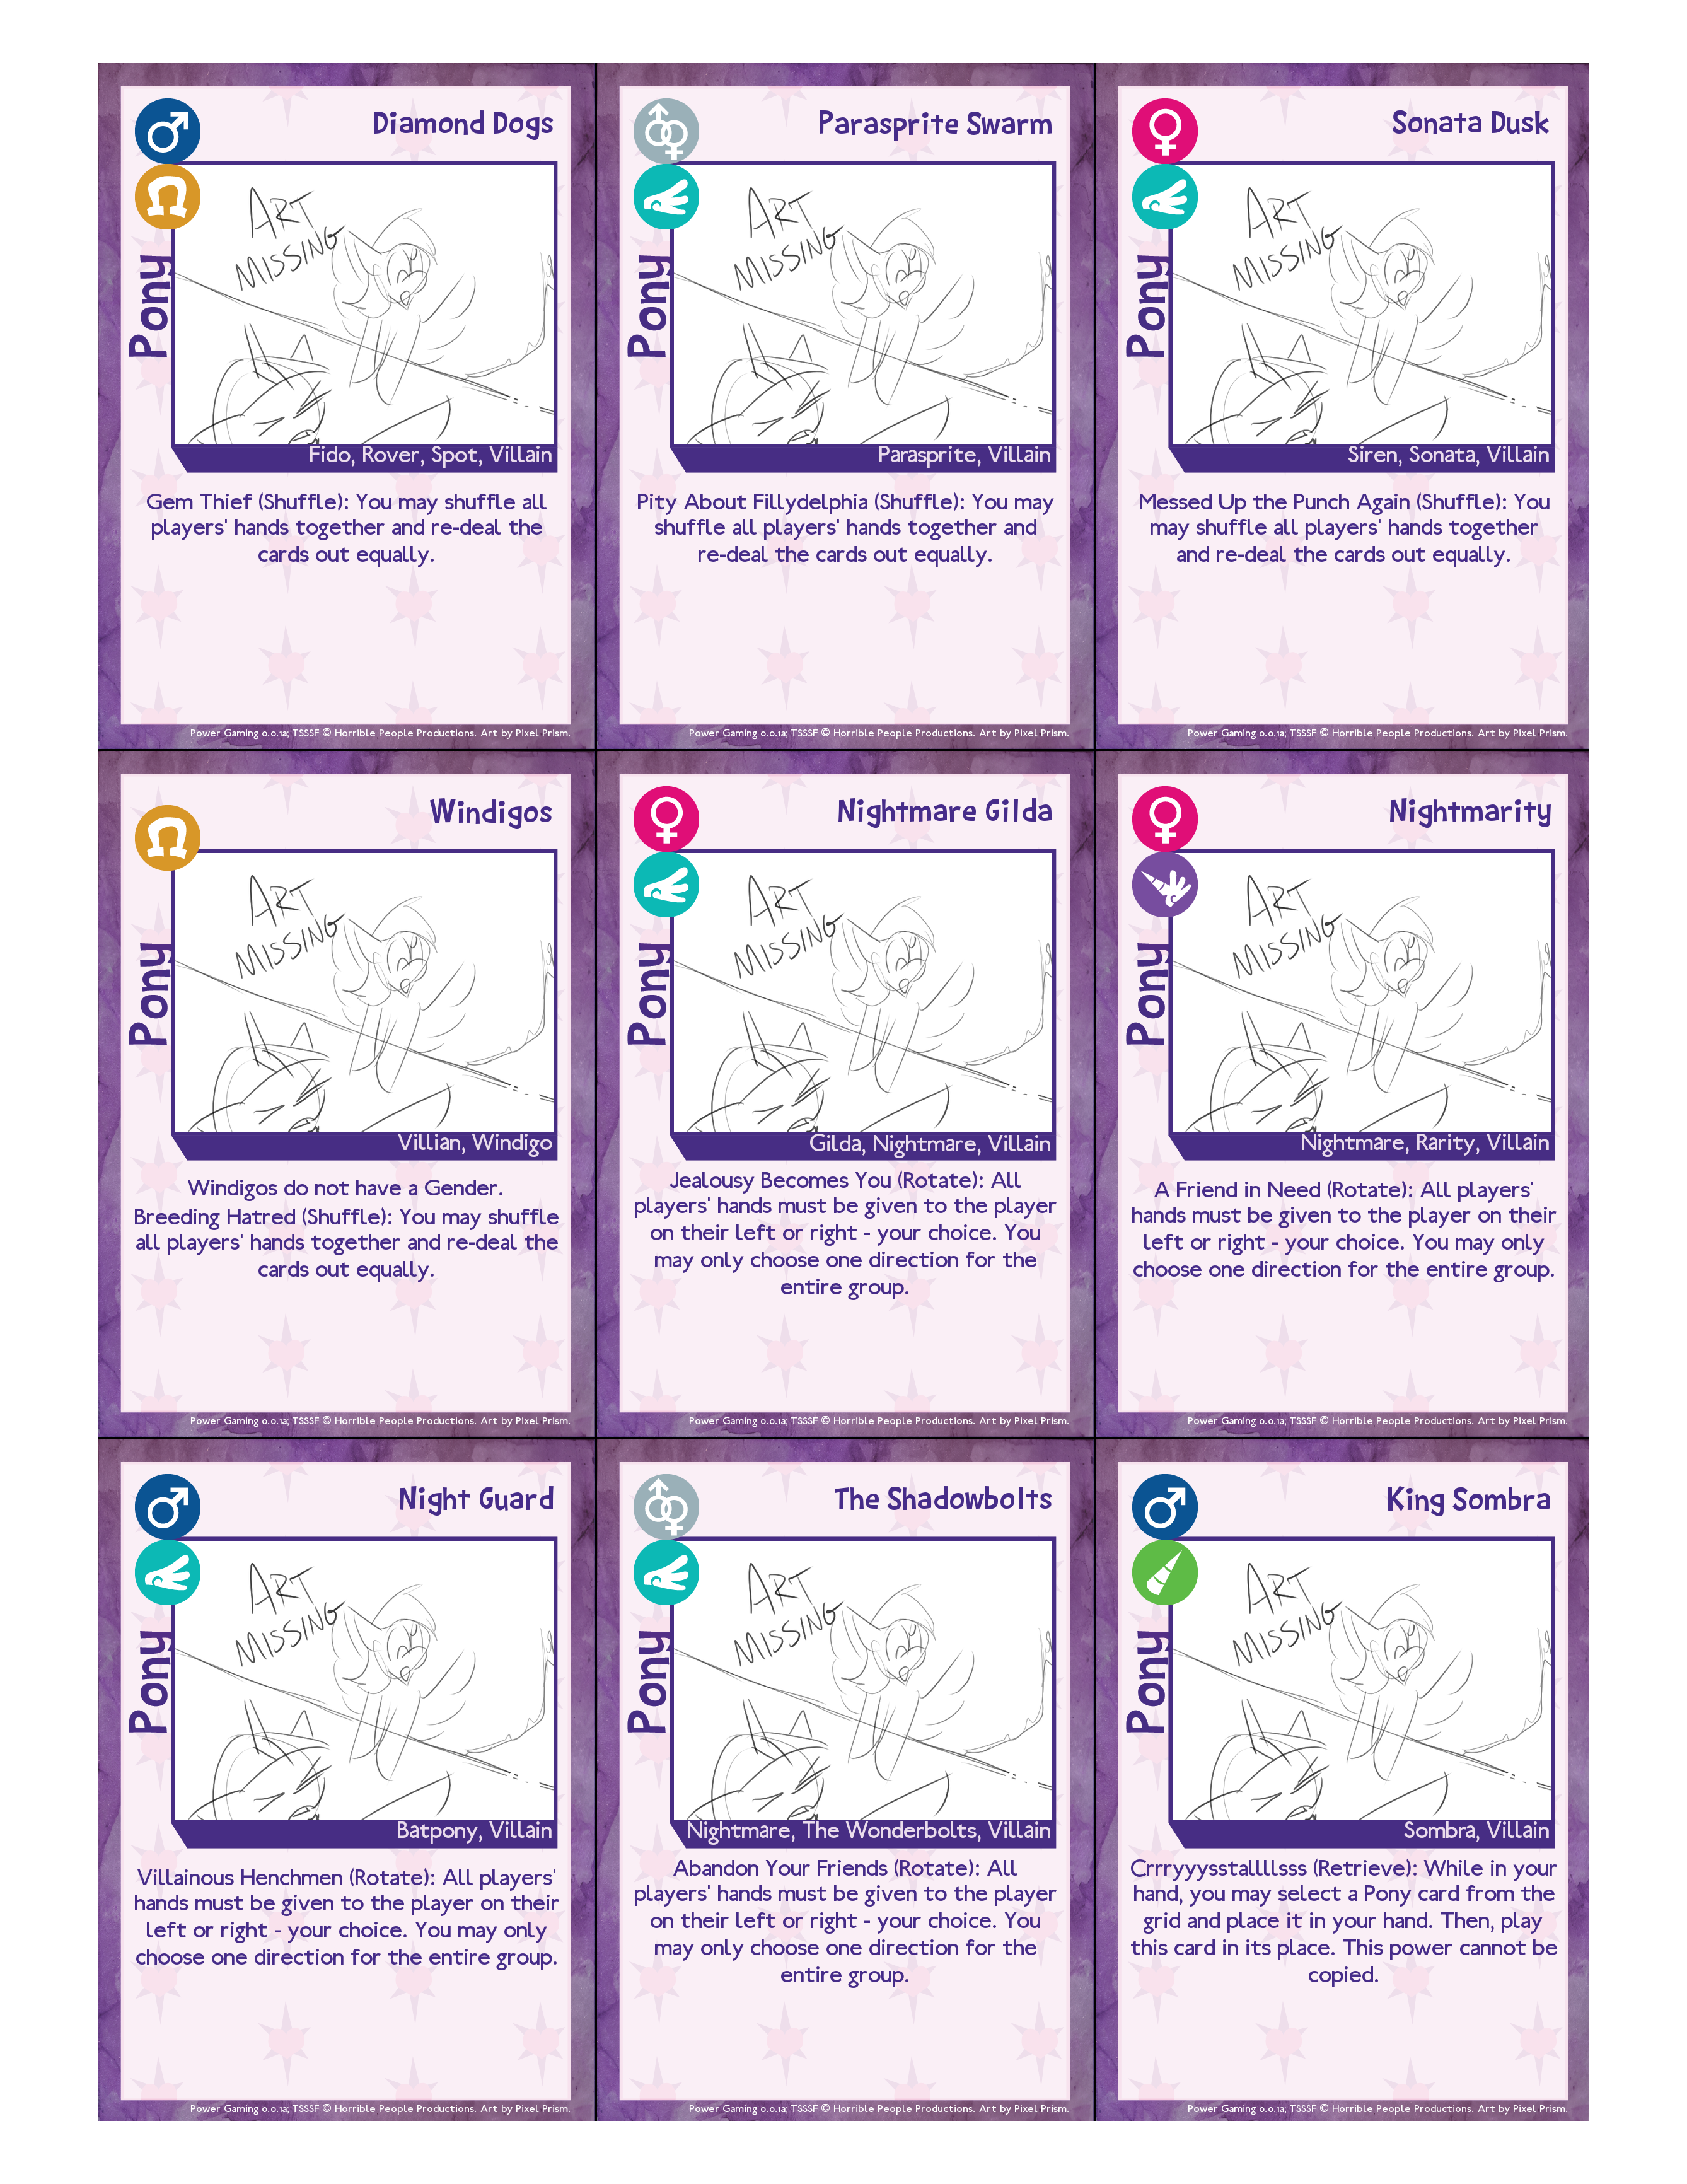 Diamond Dogs
ART
MISSING
Pony
Fido, Rover, Spot, Villain
Gem Thief (Shuffle): You may shuffle all
players' hands together and re-deal the
cards out equally.
Power Gaming 0.0.1a; TSSSF © Horrible People Productions. Art by Pixel Prism.
Parasprite Swarm
ART
MISSING
Pony
Parasprite, Villain
Pity About Fillydelphia (Shuffle): You may
shuffle all players' hands together and
re-deal the cards out equally.
Power Gaming 0.0.1a; TSSSF © Horrible People Productions. Art by Pixel Prism.
Sonata Dusk
ART
MISSING
Pony
Siren, Sonata, Villain
Messed Up the Punch Again (Shuffle): You
may shuffle all players' hands together
and re-deal the cards out equally.
Power Gaming 0.0.1a; TSSSF © Horrible People Productions. Art by Pixel Prism.
Windigos
ART
MISSING
Pony
Villian, Windigo
Windigos do not have a Gender.
Breeding Hatred (Shuffle): You may shuffle
all players' hands together and re-deal the
cards out equally.
Power Gaming 0.0.1a; TSSSF © Horrible People Productions. Art by Pixel Prism.
Nightmare Gilda
ART
MISSING
Pony
Gilda, Nightmare, Villain
Jealousy Becomes You (Rotate): All
players' hands must be given to the player
on their left or right - your choice. You
may only choose one direction for the
entire group.
Power Gaming 0.0.1a; TSSSF © Horrible People Productions. Art by Pixel Prism.
Nightmarity
ART
MISSING
Pony
Nightmare, Rarity, Villain
A Friend in Need (Rotate): All players'
hands must be given to the player on their
left or right - your choice. You may only
choose one direction for the entire group.
Power Gaming 0.0.1a; TSSSF © Horrible People Productions. Art by Pixel Prism.
Night Guard
ART
MISSING
Pony
Batpony, Villain
Villainous Henchmen (Rotate): All players'
hands must be given to the player on their
left or right - your choice. You may only
choose one direction for the entire group.
Power Gaming 0.0.1a; TSSSF © Horrible People Productions. Art by Pixel Prism.
The Shadowbolts
ART
MISSING
Pony
Nightmare, The Wonderbolts, Villain
Abandon Your Friends (Rotate): All
players' hands must be given to the player
on their left or right - your choice. You
may only choose one direction for the
entire group.
Power Gaming 0.0.1a; TSSSF © Horrible People Productions. Art by Pixel Prism.
King Sombra
ART
MISSING
Pony
Sombra, Villain
Crrryyysstallllsss (Retrieve): While in your
hand, you may select a Pony card from the
grid and place it in your hand. Then, play
this card in its place. This power cannot be
copied.
Power Gaming 0.0.1a; TSSSF © Horrible People Productions. Art by Pixel Prism.